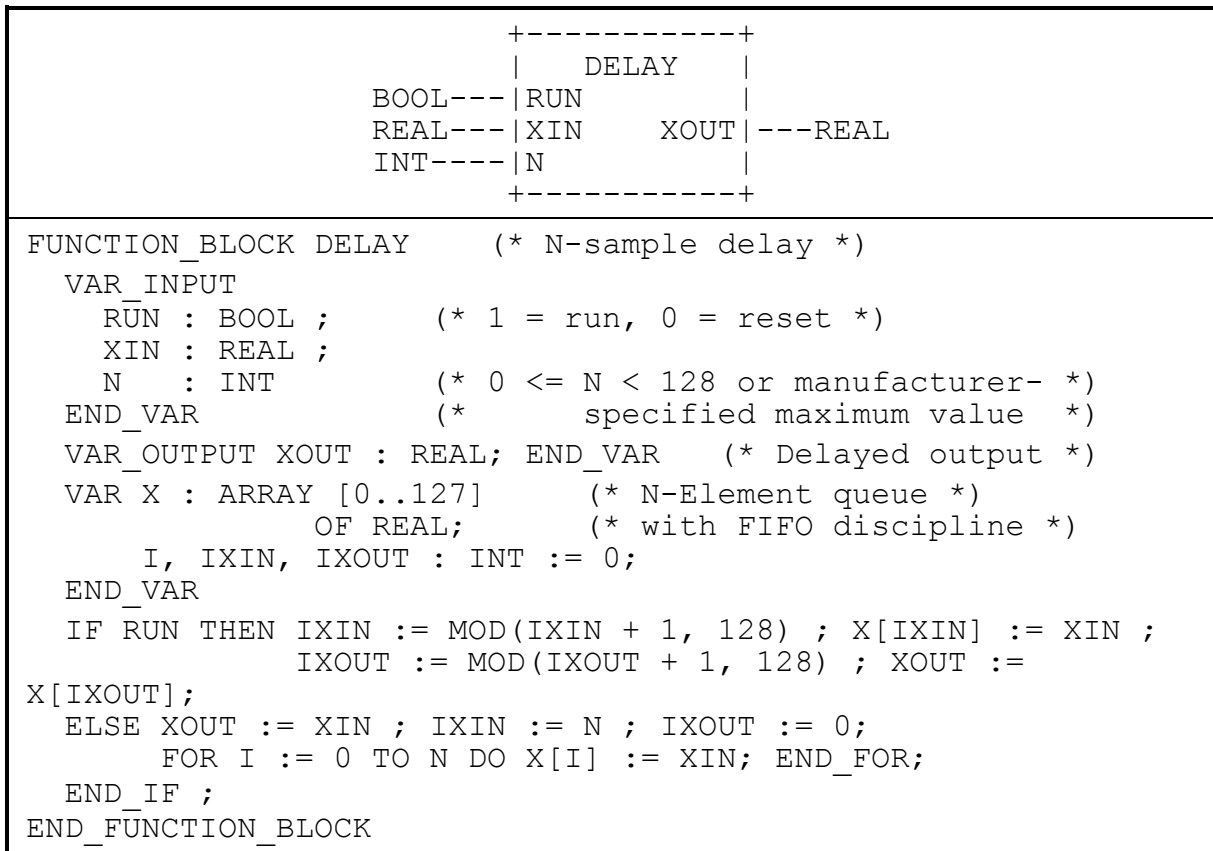 +-----------+
|   DELAY   |
BOOL---|RUN        |
REAL---|XIN    XOUT|---REAL
INT----|N          |
+-----------+
FUNCTION_BLOCK DELAY    (* N-sample delay *)
VAR_INPUT
RUN : BOOL ;      (* 1 = run, 0 = reset *)
XIN : REAL ;
N   : INT         (* 0 <= N < 128 or manufacturer- *)
END_VAR           (*      specified maximum value  *)
VAR_OUTPUT XOUT : REAL; END_VAR   (* Delayed output *)
VAR X : ARRAY [0..127]     (* N-Element queue *)
OF REAL;      (* with FIFO discipline *)
I, IXIN, IXOUT : INT := 0;
END_VAR
IF RUN THEN IXIN := MOD(IXIN + 1, 128) ; X[IXIN] := XIN ;
IXOUT := MOD(IXOUT + 1, 128) ; XOUT :=
X[IXOUT];
ELSE XOUT := XIN ; IXIN := N ; IXOUT := 0;
FOR I := 0 TO N DO X[I] := XIN; END_FOR;
END_IF ;
END_FUNCTION_BLOCK